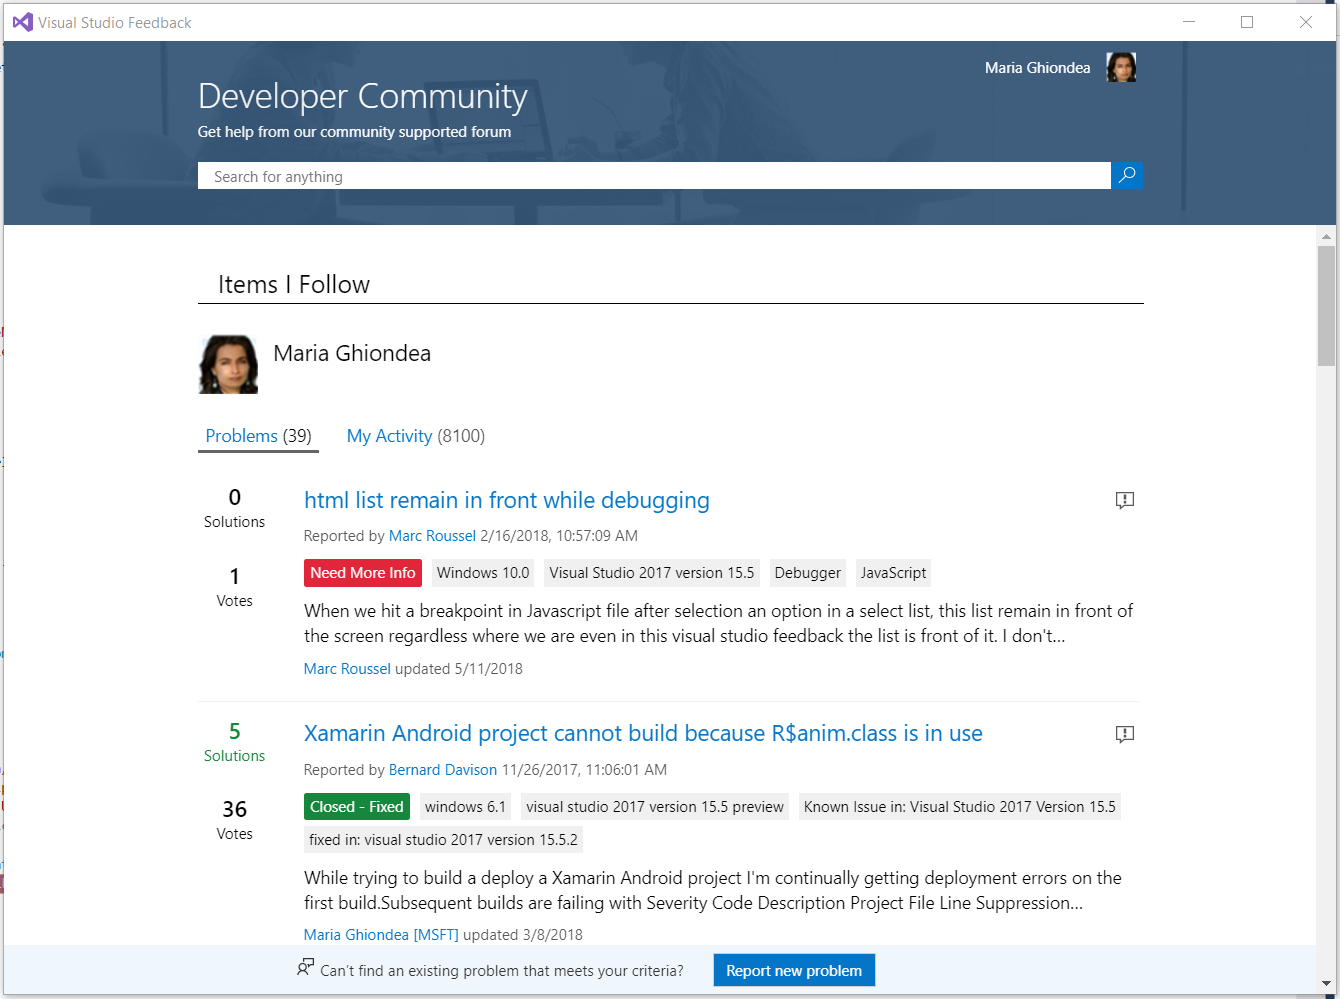 Visual Studio Feedback
Maria Ghiondea
Developer Community
Get help from our community supported forum
Search for anything
Items I Follow
Maria Ghiondea
Problems (39) My Activity (8100)
0
Solutions
1
Votes
html list remain in front while debugging
Reported by Marc Roussel 2/16/2018, 10:57:09 AM
Need More Info Windows 10.0 Visual Studio 2017 version 15.5 Debugger JavaScript
When we hit a breakpoint in Javascript file after selection an option in a select list, this list remain in front of
the screen regardless where we are even in this visual studio feedback the list is front of it. I don't...
Marc Roussel updated 5/11/2018
5
Solutions
36
Votes
Xamarin Android project cannot build because R$anim.class is in use
Reported by Bernard Davison 11/26/2017, 11:06:01 AM
Closed - Fixed windows 6.1 visual studio 2017 version 15.5 preview Known Issue in: Visual Studio 2017 Version 15.5
fixed in: visual studio 2017 version 15.5.2
While trying to build a deploy a Xamarin Android project I'm continually getting deployment errors on the
first build.Subsequent builds are failing with Severity Code Description Project File Line Suppression...
Maria Ghiondea [MSFT] updated 3/8/2018
Can't find an existing problem that meets your criteria? Report new problem